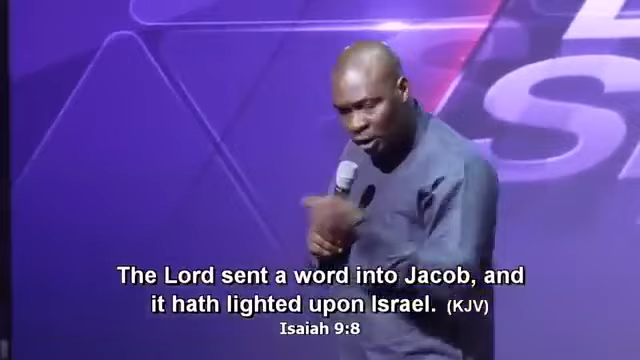 The Lord sent a word into Jacob, and
it hath lighted upon Israel. (KJV)
Isaiah 9:8